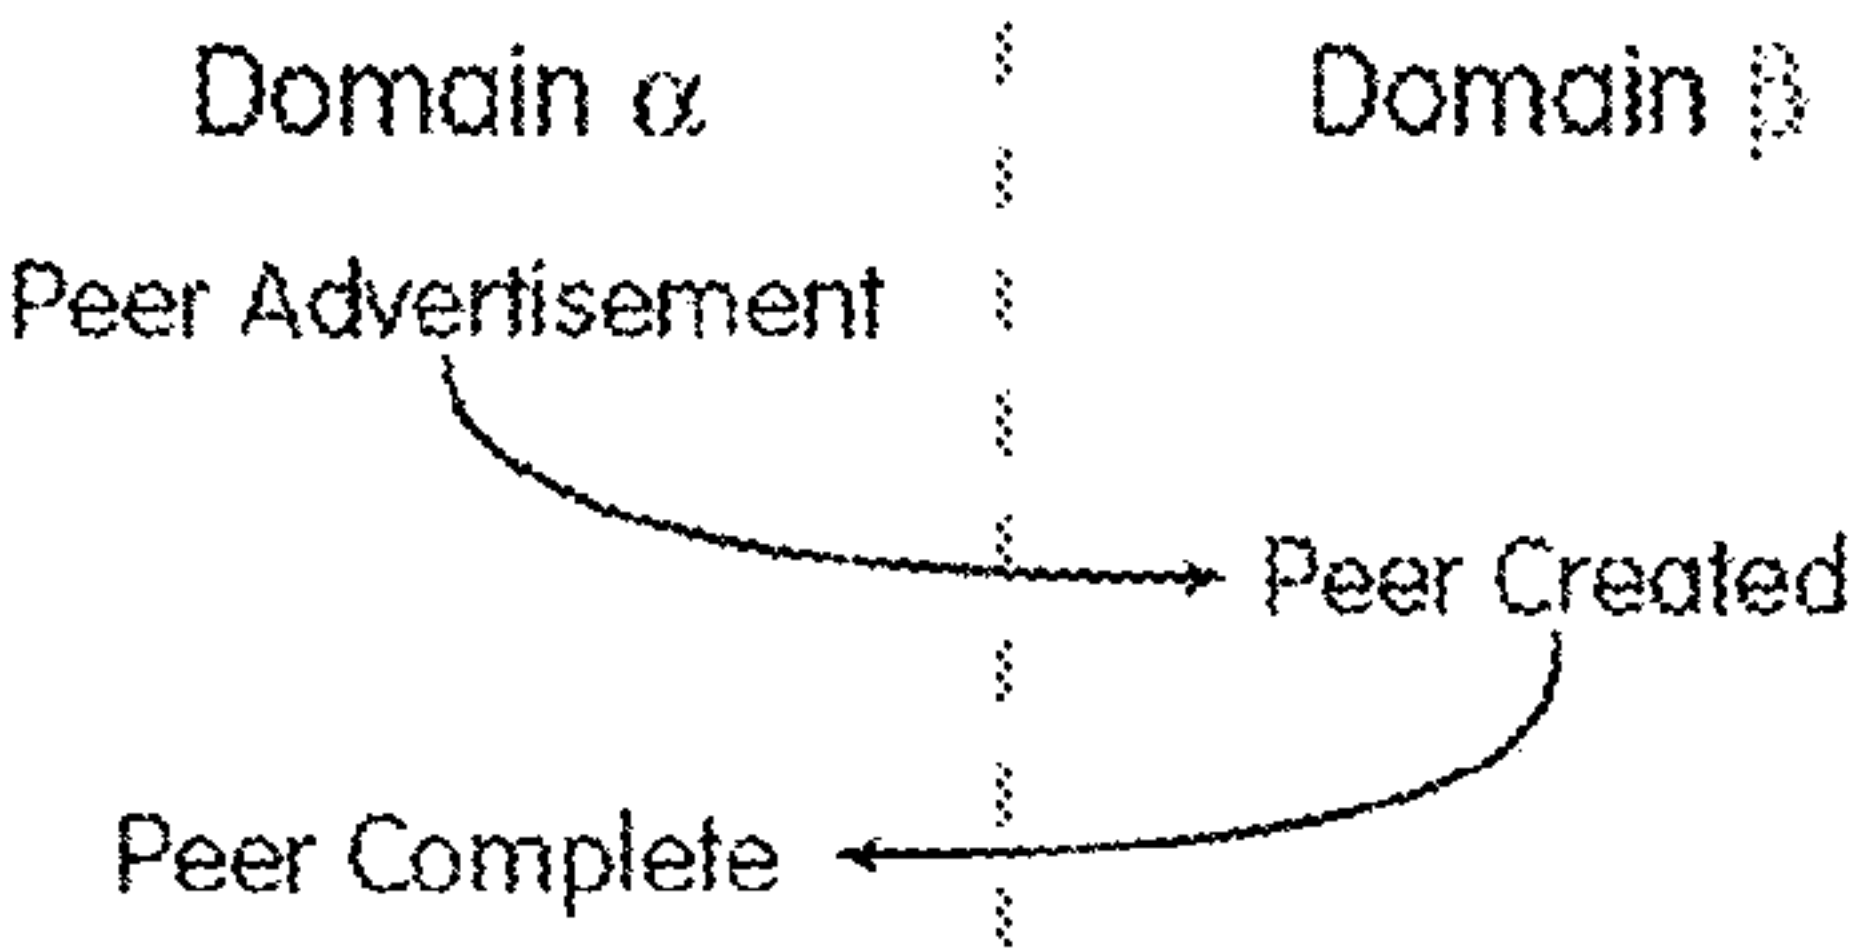 Domain α
Domain β
Peer Advertisement
Peer Created
Peer Complete